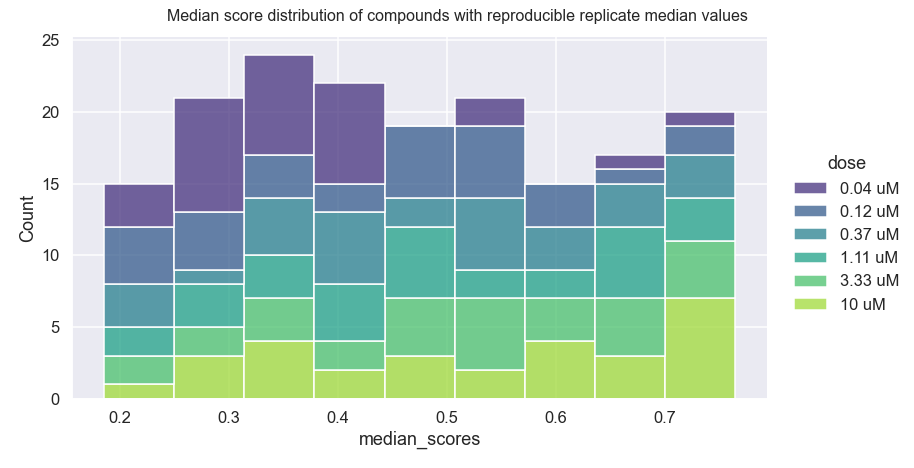 Median score distribution of compounds with reproducible replicate median values
25
20
15
10
5
0
Count
0.2 0.3 0.4 0.5 0.6 0.7
median_scores
dose
0.04 uM
0.12 uM
0.37 uM
1.11 uM
3.33 uM
10 uM